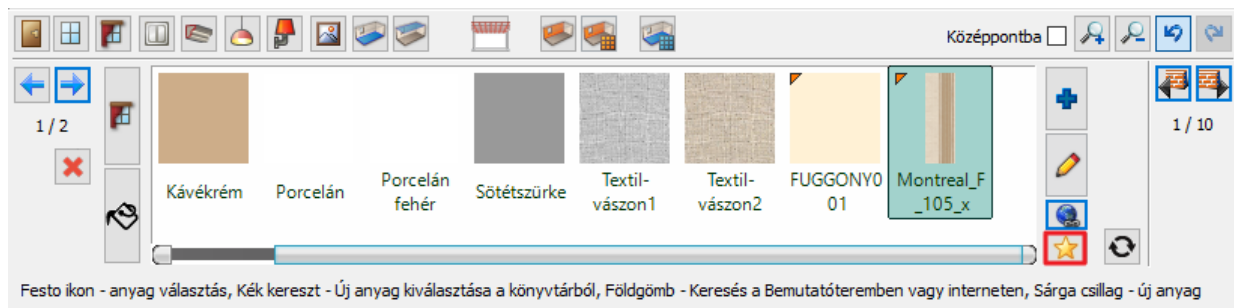 Középpontba
1 / 2
1 / 10
Kávékrém
Porcelán
Porcelán
fehér
Sötétszürke
Textil-
vászon1
Textil-
vászon2
FUGGONY0
01
Montreal_F
_105_x
Festo ikon - anyag választás, Kék kereszt - Új anyag kiválasztása a könyvtárból, Földgömb - Keresés a Bemutatóteremben vagy interneten, Sárga csillag - új anyag